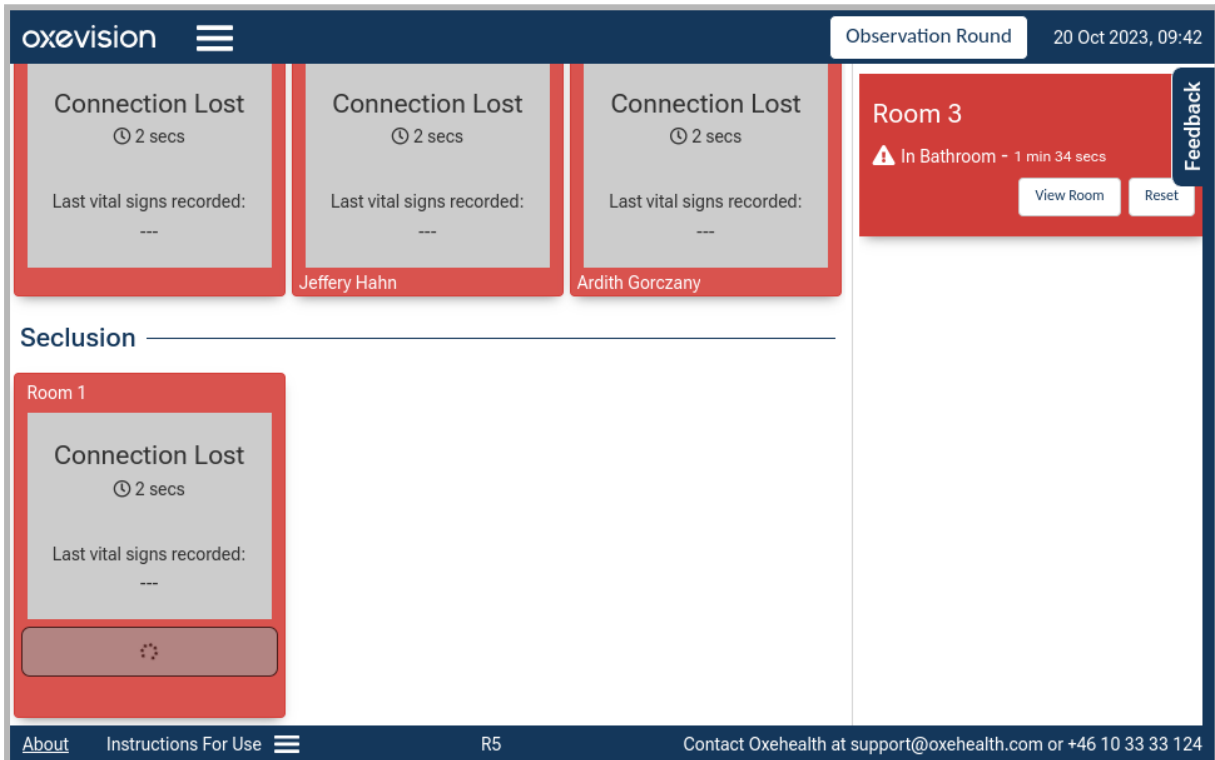 oxevision
Observation Round
20 Oct 2023, 09:42
Connection Lost
2 secs
Last vital signs recorded:
---
Connection Lost
2 secs
Last vital signs recorded:
---
Jeffery Hahn
Connection Lost
2 secs
Last vital signs recorded:
---
Ardith Gorczany
Seclusion
Room 1
Connection Lost
2 secs
Last vital signs recorded:
---
Room 3
In Bathroom - 1 min 34 secs
View Room
Reset
Feedback
About
Instructions For Use
R5
Contact Oxehealth at support@oxehealth.com or +46 10 33 33 124